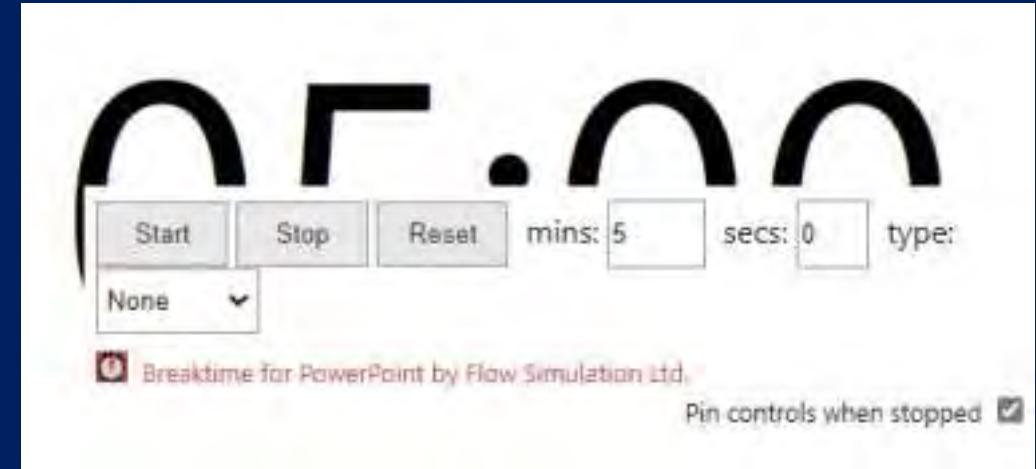 05:00
Start Stop Reset mins: 5 secs: 0 type:
None
Breaktime for PowerPoint by Flow Simulation Ltd.
Pin controls when stopped